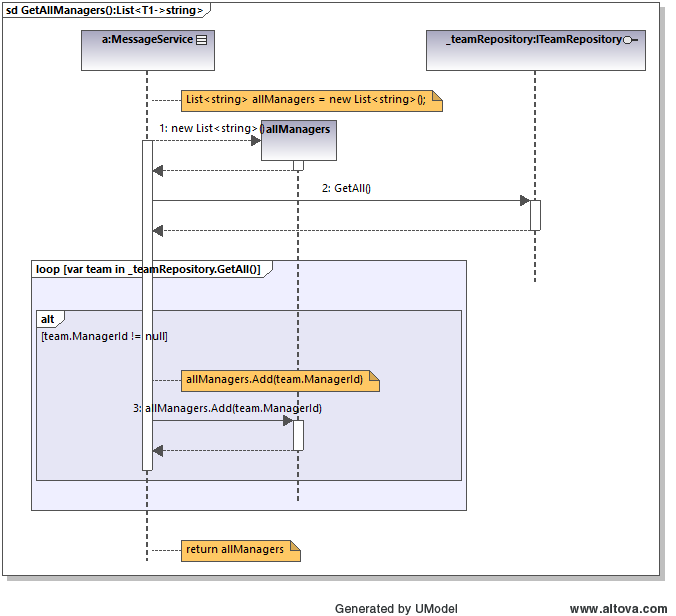 sd GetAllManagers():List<T1->string>
a:MessageService
_teamRepository:ITeamRepository
List<string> allManagers = new List<string>();
1: new List<string>()
allManagers
2: GetAll()
loop [var team in _teamRepository.GetAll()]
alt
[team.ManagerId != null]
allManagers.Add(team.ManagerId)
3: allManagers.Add(team.ManagerId)
return allManagers
Generated by UModel
www.altova.com